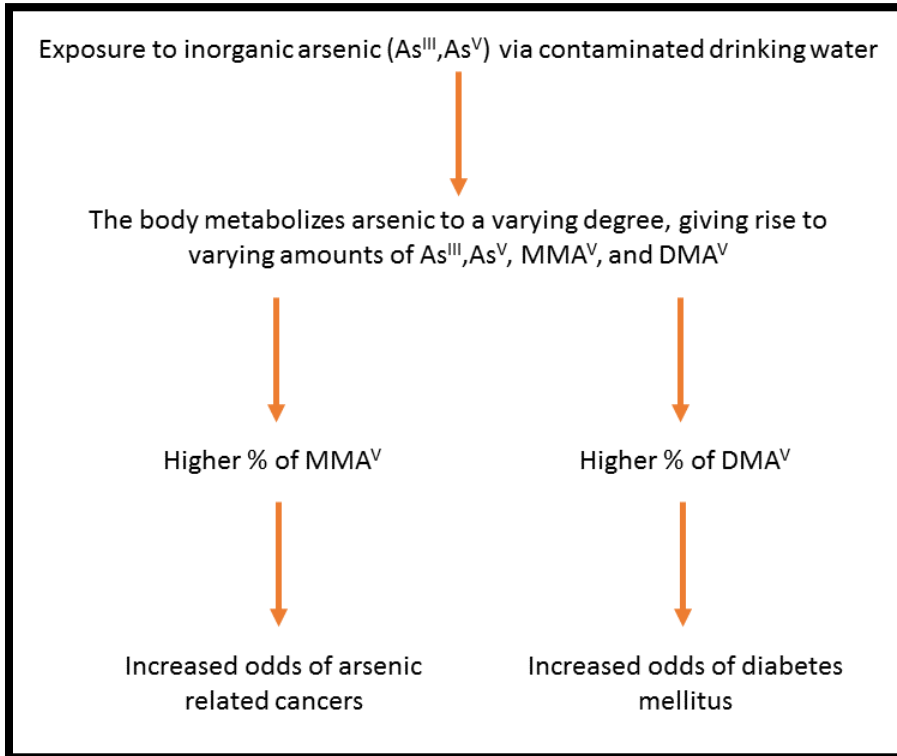 Exposure to inorganic arsenic (Asᴵᴵᴵ,Asⱽ) via contaminated drinking water
The body metabolizes arsenic to a varying degree, giving rise to
varying amounts of Asᴵᴵᴵ,Asⱽ, MMAⱽ, and DMAⱽ
Higher % of MMAⱽ
Higher % of DMAⱽ
Increased odds of arsenic
related cancers
Increased odds of diabetes
mellitus